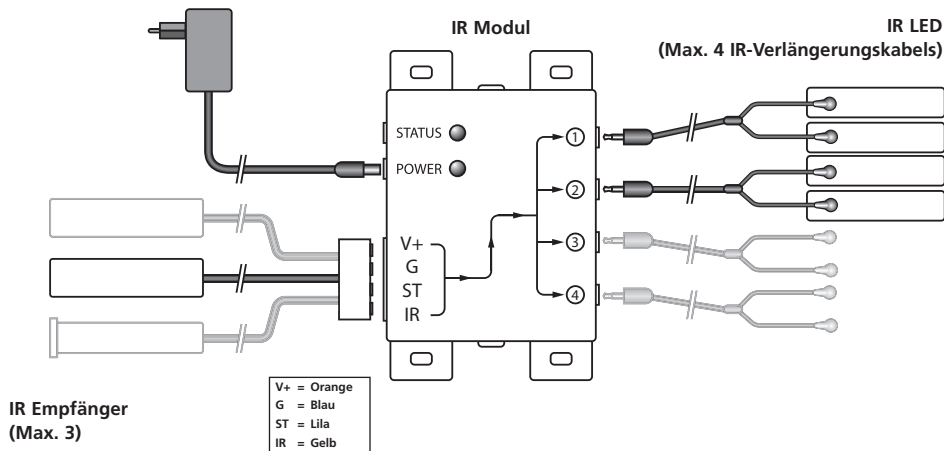 IR Modul
IR LED
(Max. 4 IR-Verlängerungskabels)
STATUS
POWER
1
2
3
4
V+
G
ST
IR
IR Empfänger
(Max. 3)
V+ = Orange
G = Blau
ST = Lila
IR = Gelb